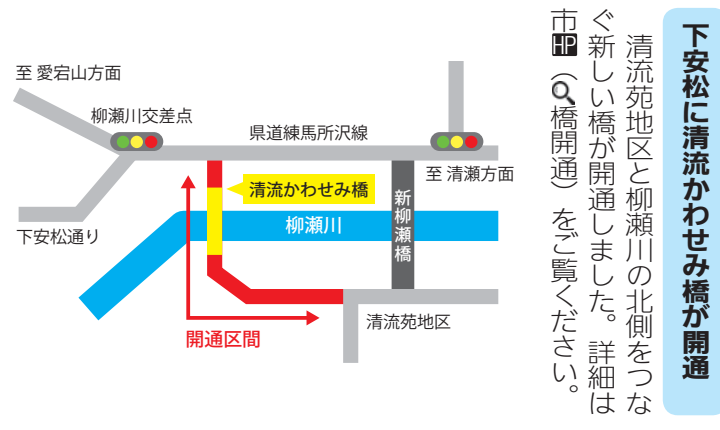 下安松に清流かわせみ橋が開通
清流苑地区と柳瀬川の北側をつな
ぐ新しい橋が開通しました。詳細は
市HP（橋開通）をご覧ください。
至 愛宕山方面
柳瀬川交差点
県道練馬所沢線
至 清瀬方面
清流かわせみ橋
新柳瀬橋
柳瀬川
下安松通り
清流苑地区
開通区間